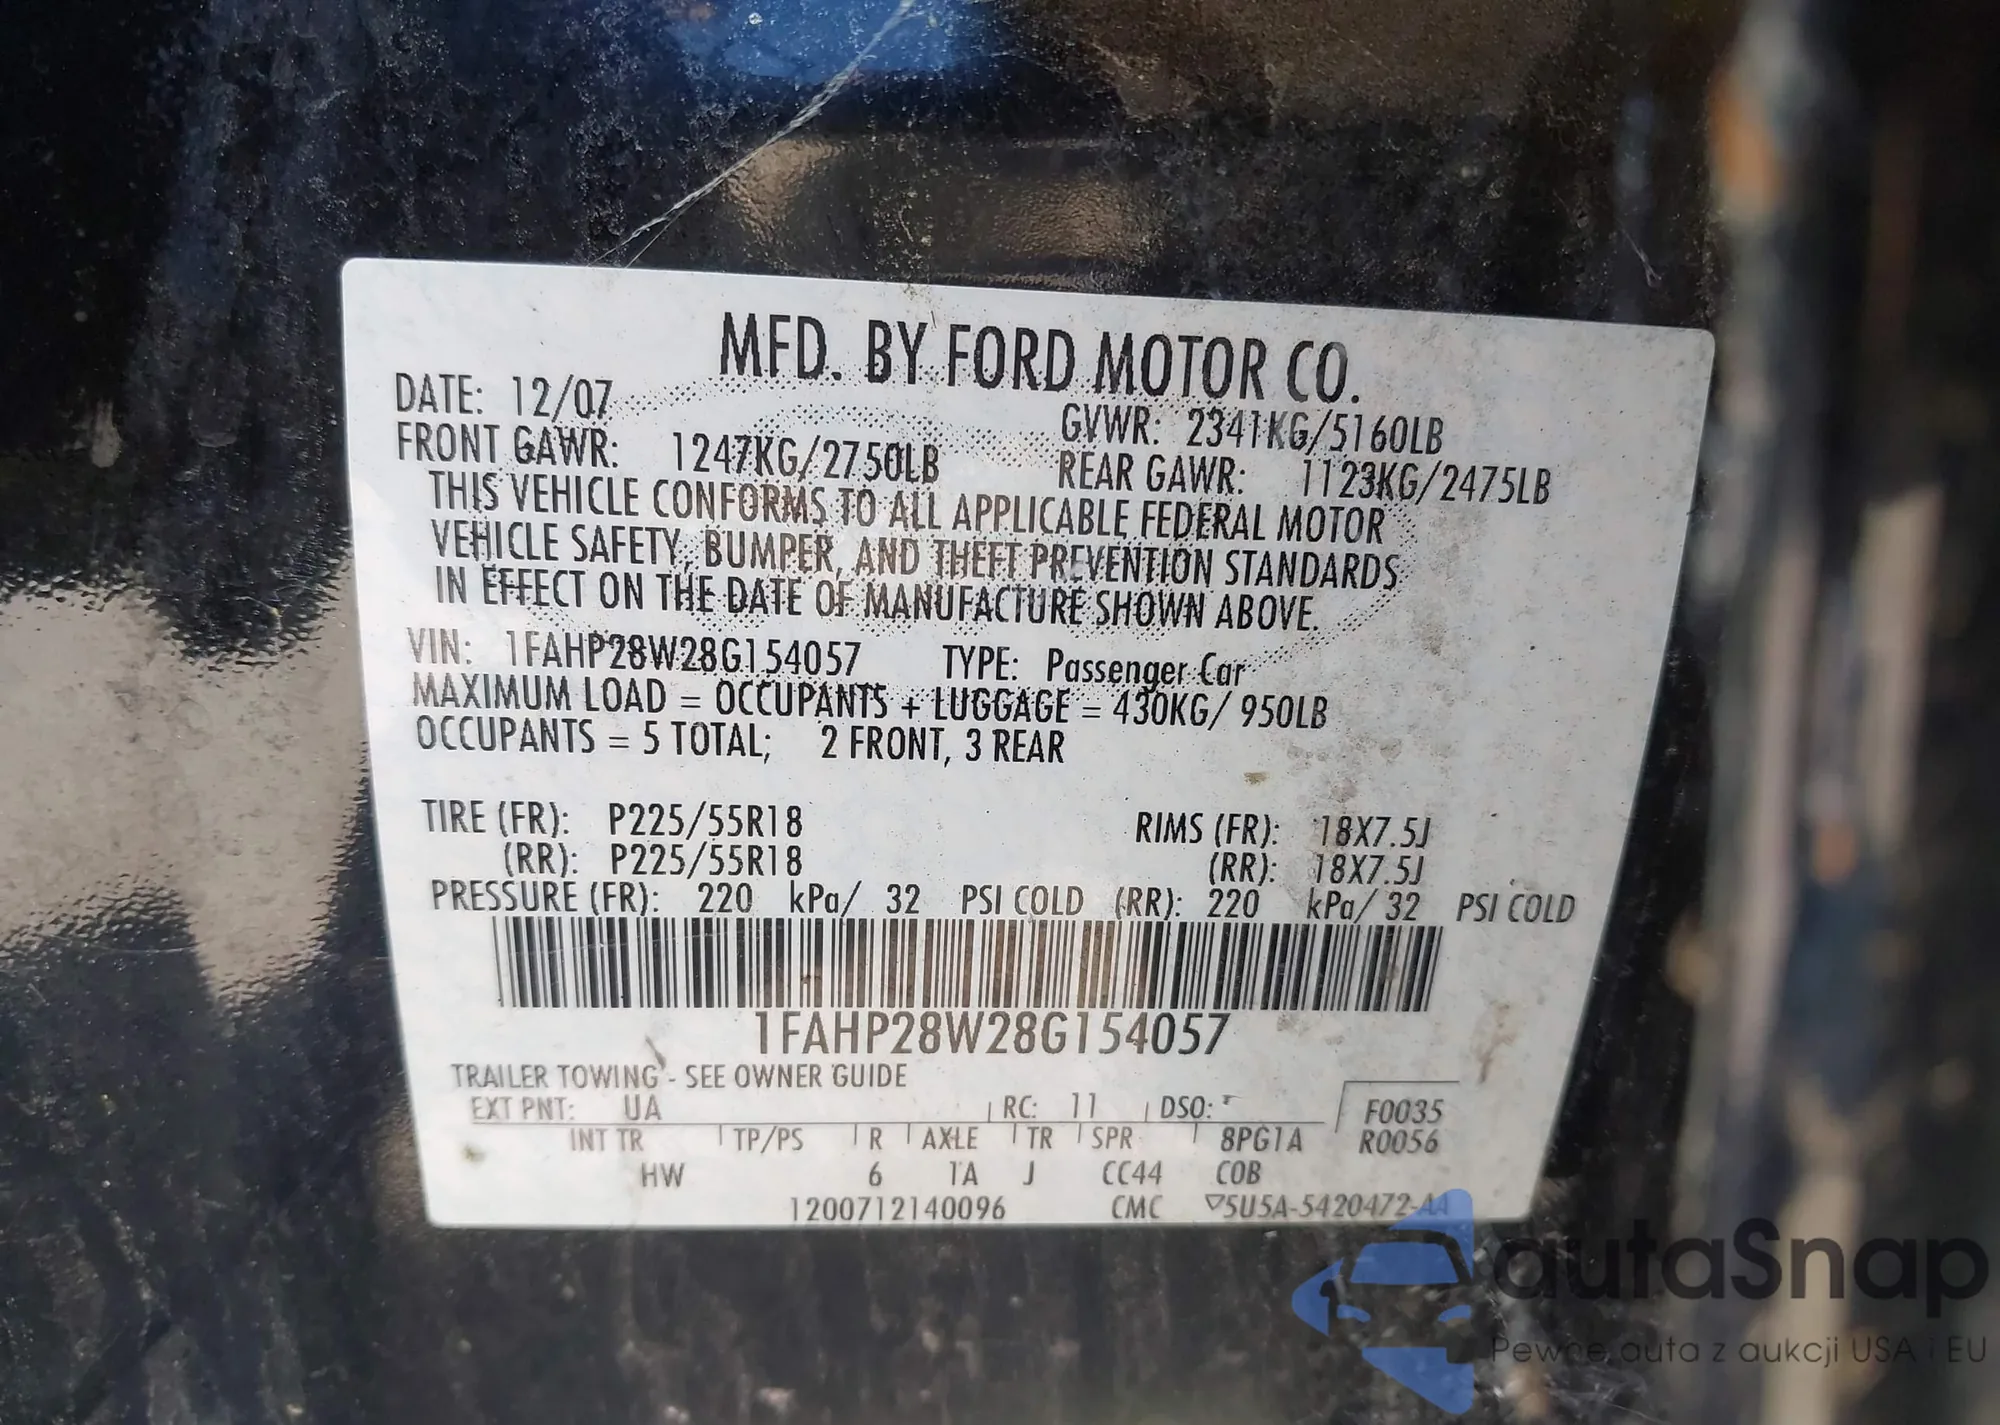 MFD. BY FORD MOTOR CO.
DATE: 12/07 GVWR: 2341KG/5160LB
FRONT GAWR: 1247KG/2750LB REAR GAWR: 1123KG/2475LB
THIS VEHICLE CONFORMS TO ALL APPLICABLE FEDERAL MOTOR
VEHICLE SAFETY, BUMPER, AND THEFT PREVENTION STANDARDS
IN EFFECT ON THE DATE OF MANUFACTURE SHOWN ABOVE.
VIN: 1FAHP28W28G154057 TYPE: Passenger Car
MAXIMUM LOAD = OCCUPANTS + LUGGAGE = 430KG/ 950LB
OCCUPANTS = 5 TOTAL; 2 FRONT, 3 REAR
TIRE (FR): P225/55R18 RIMS (FR): 18X7.5J
(RR): P225/55R18 (RR): 18X7.5J
PRESSURE (FR): 220 kPa/ 32 PSI COLD (RR): 220 kPa/ 32 PSI COLD
1FAHP28W28G154057
TRAILER TOWING - SEE OWNER GUIDE
EXT PNT: UA RC: 11 DSO: F0035
INT TR TP/PS R AXLE TR SPR 8PG1A R0056
HW 6 1A J CC44 COB
1200712140096 CMC ▽5U5A-5420472-AA
autaSnap
Pewne auta z aukcji USA i EU